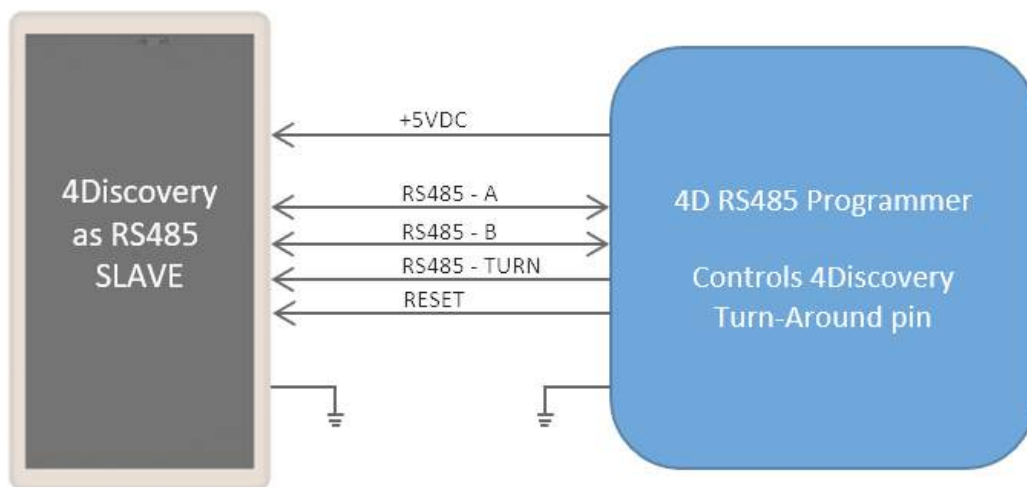 4Discovery
as RS485
SLAVE
+5VDC
RS485 - A
RS485 - B
RS485 - TURN
RESET
4D RS485 Programmer
Controls 4Discovery
Turn-Around pin